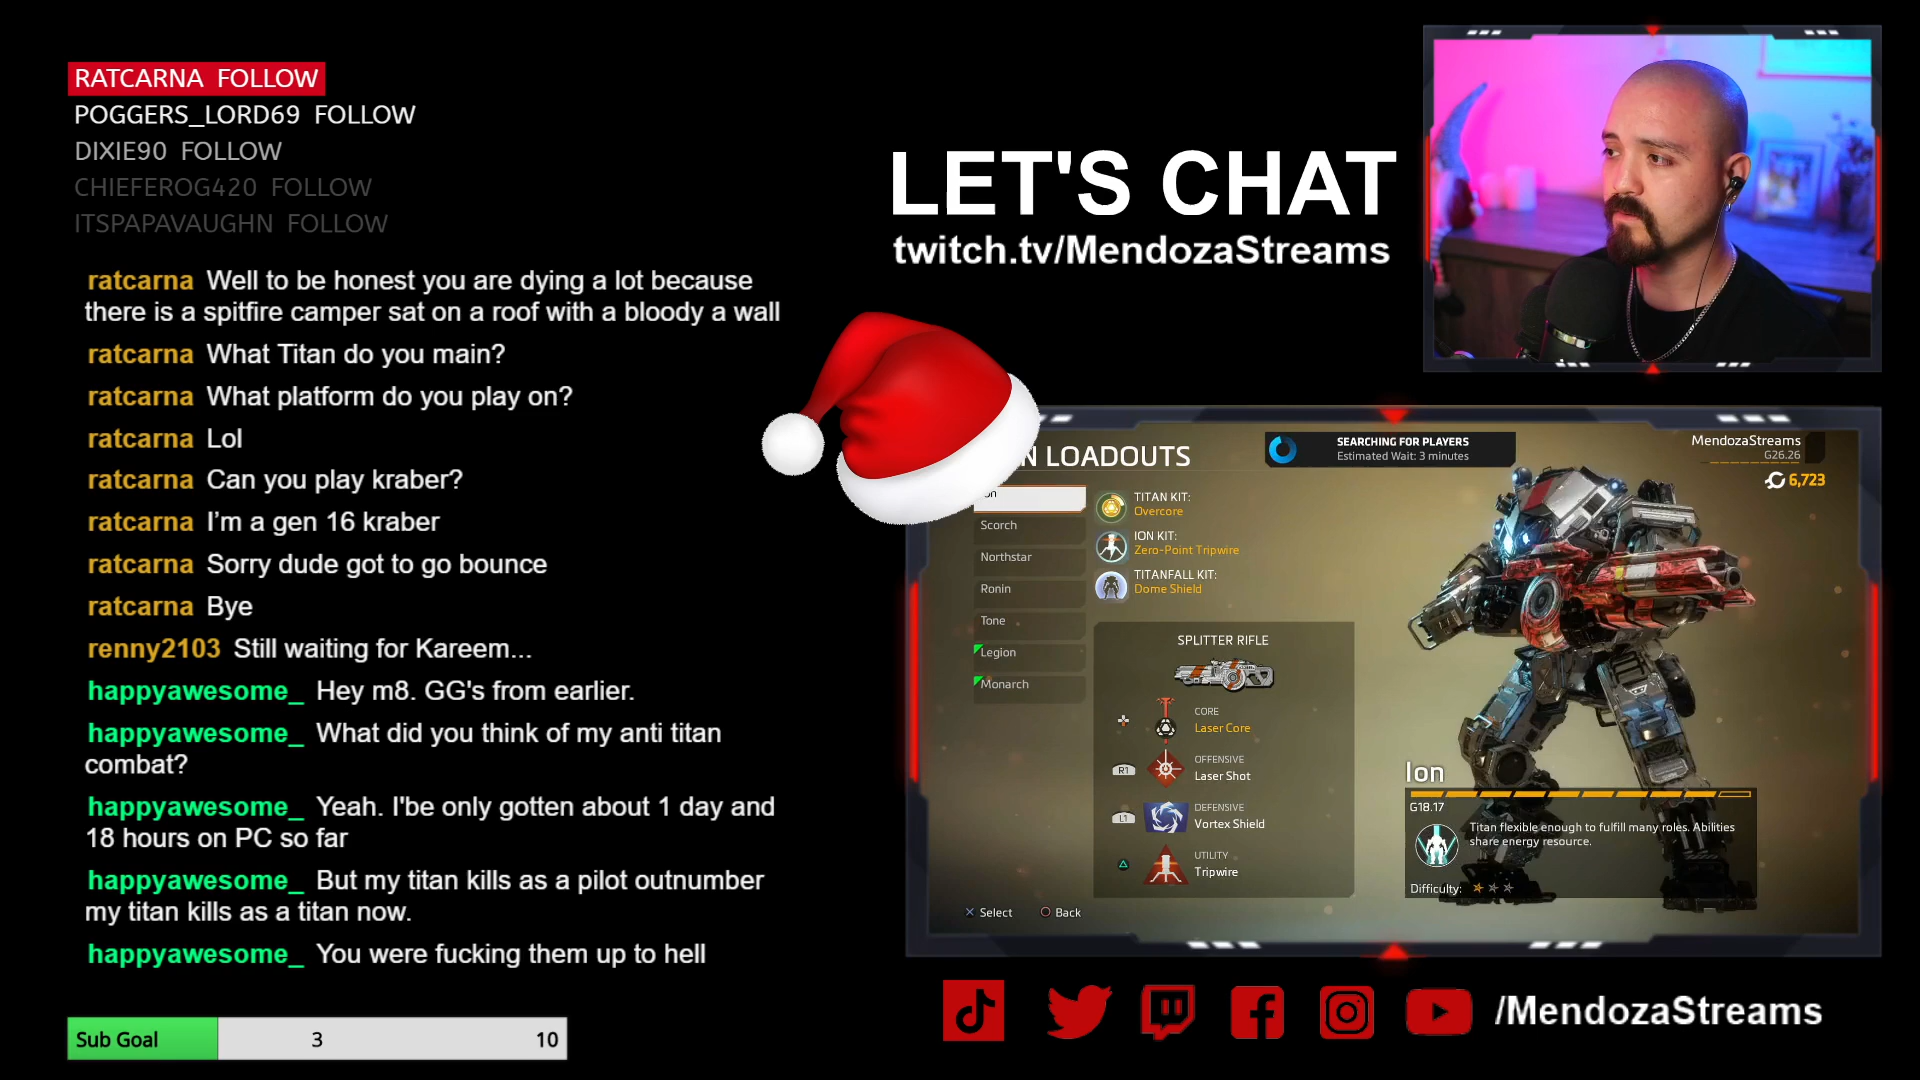 RATCARNA FOLLOW
POGGERS_LORD69 FOLLOW
DIXIE90 FOLLOW
CHIEFEROG420 FOLLOW
ITSPAPAVAUGHN FOLLOW
ratcarna Well to be honest you are dying a lot because
there is a spitfire camper sat on a roof with a bloody a wall
ratcarna What Titan do you main?
ratcarna What platform do you play on?
ratcarna Lol
ratcarna Can you play kraber?
ratcarna I’m a gen 16 kraber
ratcarna Sorry dude got to go bounce
ratcarna Bye
renny2103 Still waiting for Kareem...
happyawesome_ Hey m8. GG's from earlier.
happyawesome_ What did you think of my anti titan
combat?
happyawesome_ Yeah. I'be only gotten about 1 day and
18 hours on PC so far
happyawesome_ But my titan kills as a pilot outnumber
my titan kills as a titan now.
happyawesome_ You were fucking them up to hell
Sub Goal 3 10
LET'S CHAT
twitch.tv/MendozaStreams
N LOADOUTS
SEARCHING FOR PLAYERS
Estimated Wait: 3 minutes
MendozaStreams
G26.26
6,723
on
Scorch
Northstar
Ronin
Tone
Legion
Monarch
TITAN KIT:
Overcore
ION KIT:
Zero-Point Tripwire
TITANFALL KIT:
Dome Shield
SPLITTER RIFLE
CORE
Laser Core
R1
OFFENSIVE
Laser Shot
L1
DEFENSIVE
Vortex Shield
UTILITY
Tripwire
Select Back
Ion
G18.17
Titan flexible enough to fulfill many roles. Abilities
share energy resource.
Difficulty:
/MendozaStreams